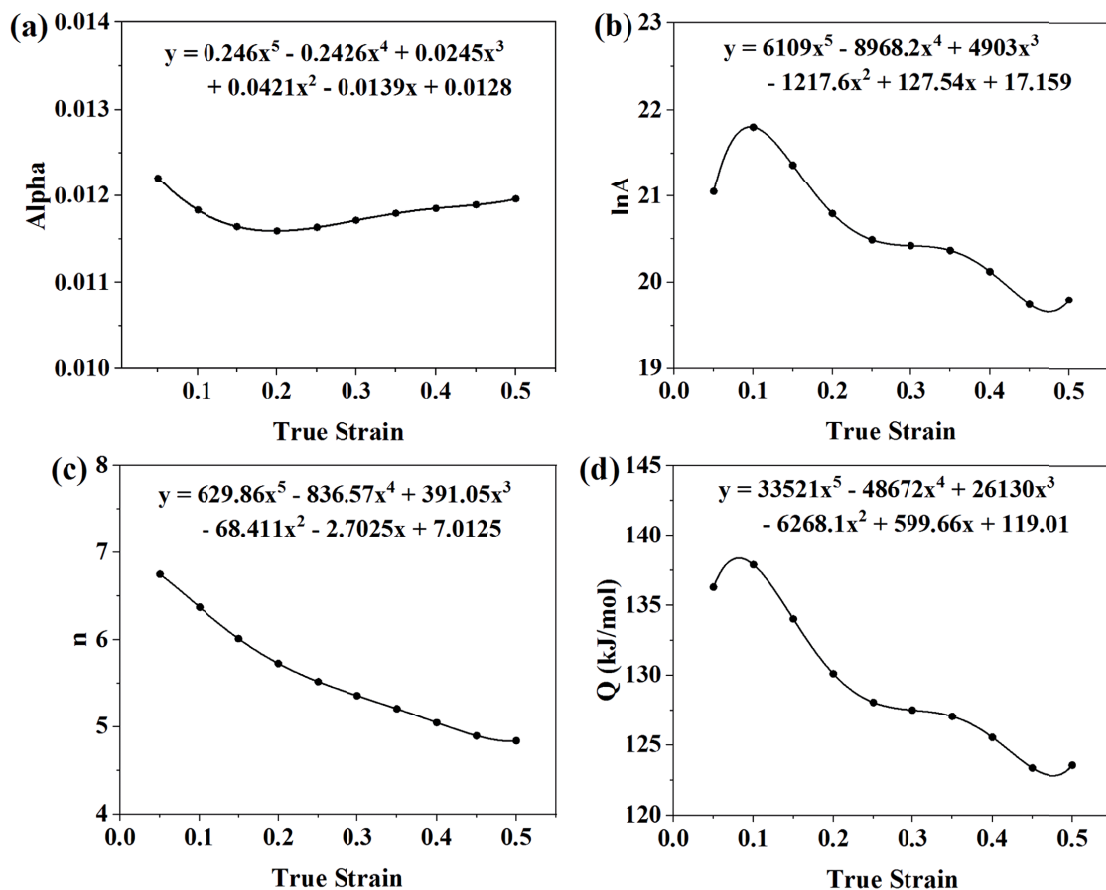 (a)
0.014
0.013
0.012
0.011
0.010
Alpha
y = 0.246x⁵ - 0.2426x⁴ + 0.0245x³
+ 0.0421x² - 0.0139x + 0.0128
0.1 0.2 0.3 0.4 0.5
True Strain
(b)
23
22
21
20
19
lnA
y = 6109x⁵ - 8968.2x⁴ + 4903x³
- 1217.6x² + 127.54x + 17.159
0.0 0.1 0.2 0.3 0.4 0.5
True Strain
(c)
8
7
6
5
4
n
y = 629.86x⁵ - 836.57x⁴ + 391.05x³
- 68.411x² - 2.7025x + 7.0125
0.0 0.1 0.2 0.3 0.4 0.5
True Strain
(d)
145
140
135
130
125
120
Q (kJ/mol)
y = 33521x⁵ - 48672x⁴ + 26130x³
- 6268.1x² + 599.66x + 119.01
0.0 0.1 0.2 0.3 0.4 0.5
True Strain